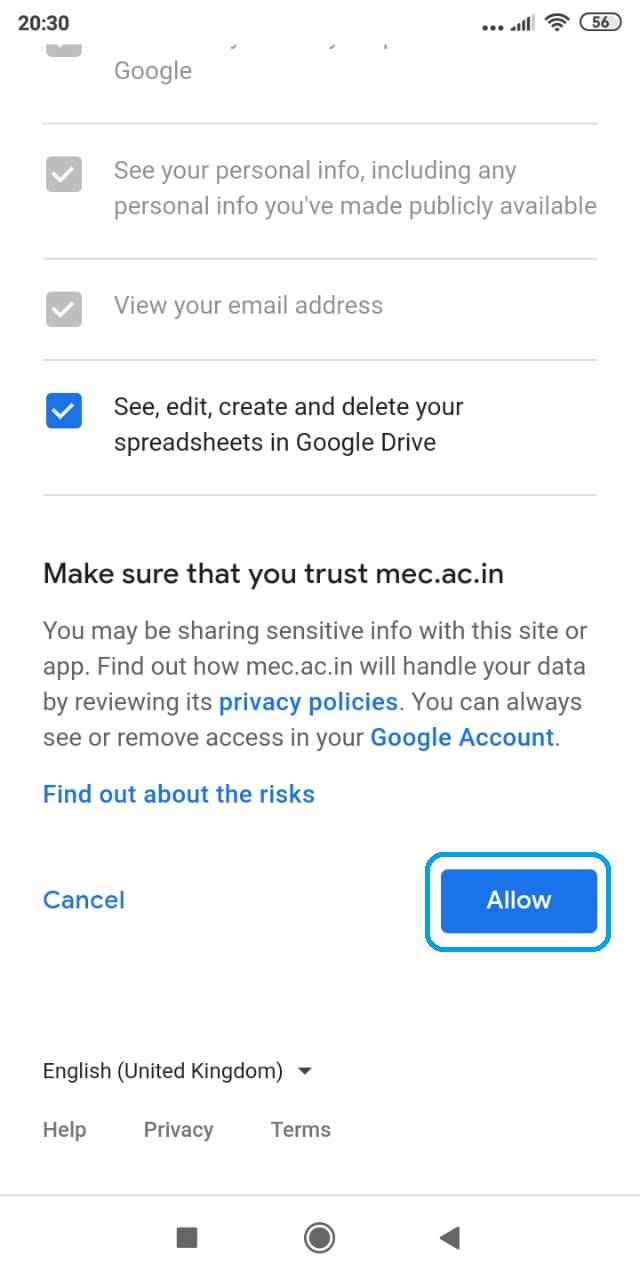 20:30
56
Google
See your personal info, including any
personal info you've made publicly available
View your email address
See, edit, create and delete your
spreadsheets in Google Drive
Make sure that you trust mec.ac.in
You may be sharing sensitive info with this site or
app. Find out how mec.ac.in will handle your data
by reviewing its privacy policies. You can always
see or remove access in your Google Account.
Find out about the risks
Cancel
Allow
English (United Kingdom)
Help
Privacy
Terms